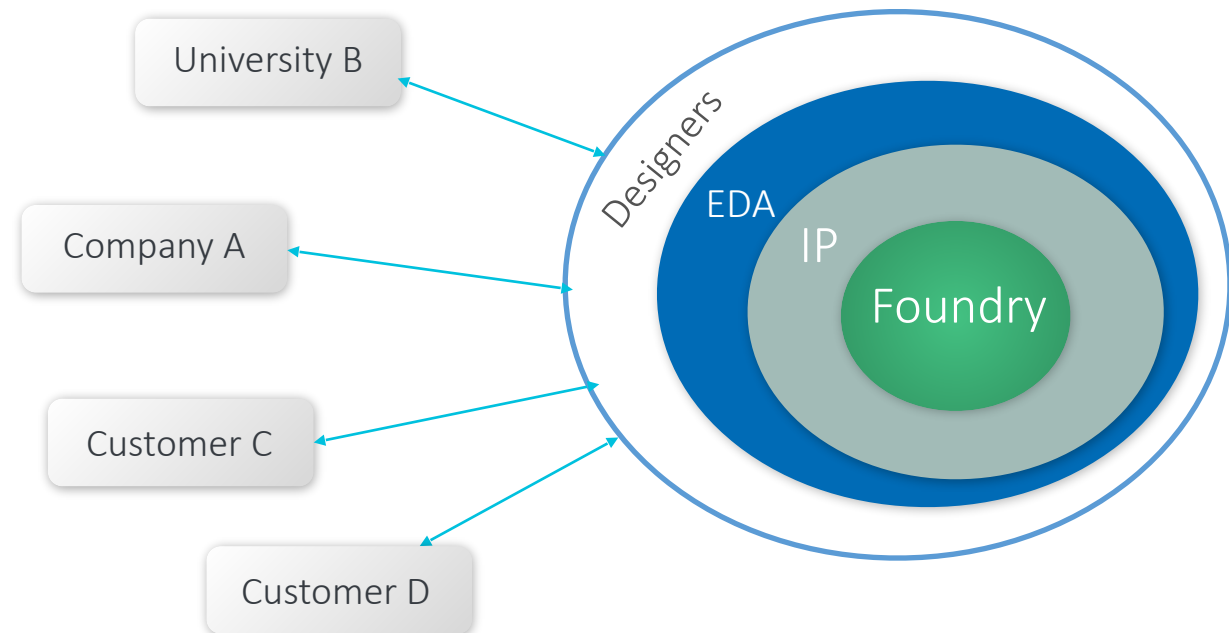 University B
Company A
Customer C
Customer D
Designers
EDA
IP
Foundry